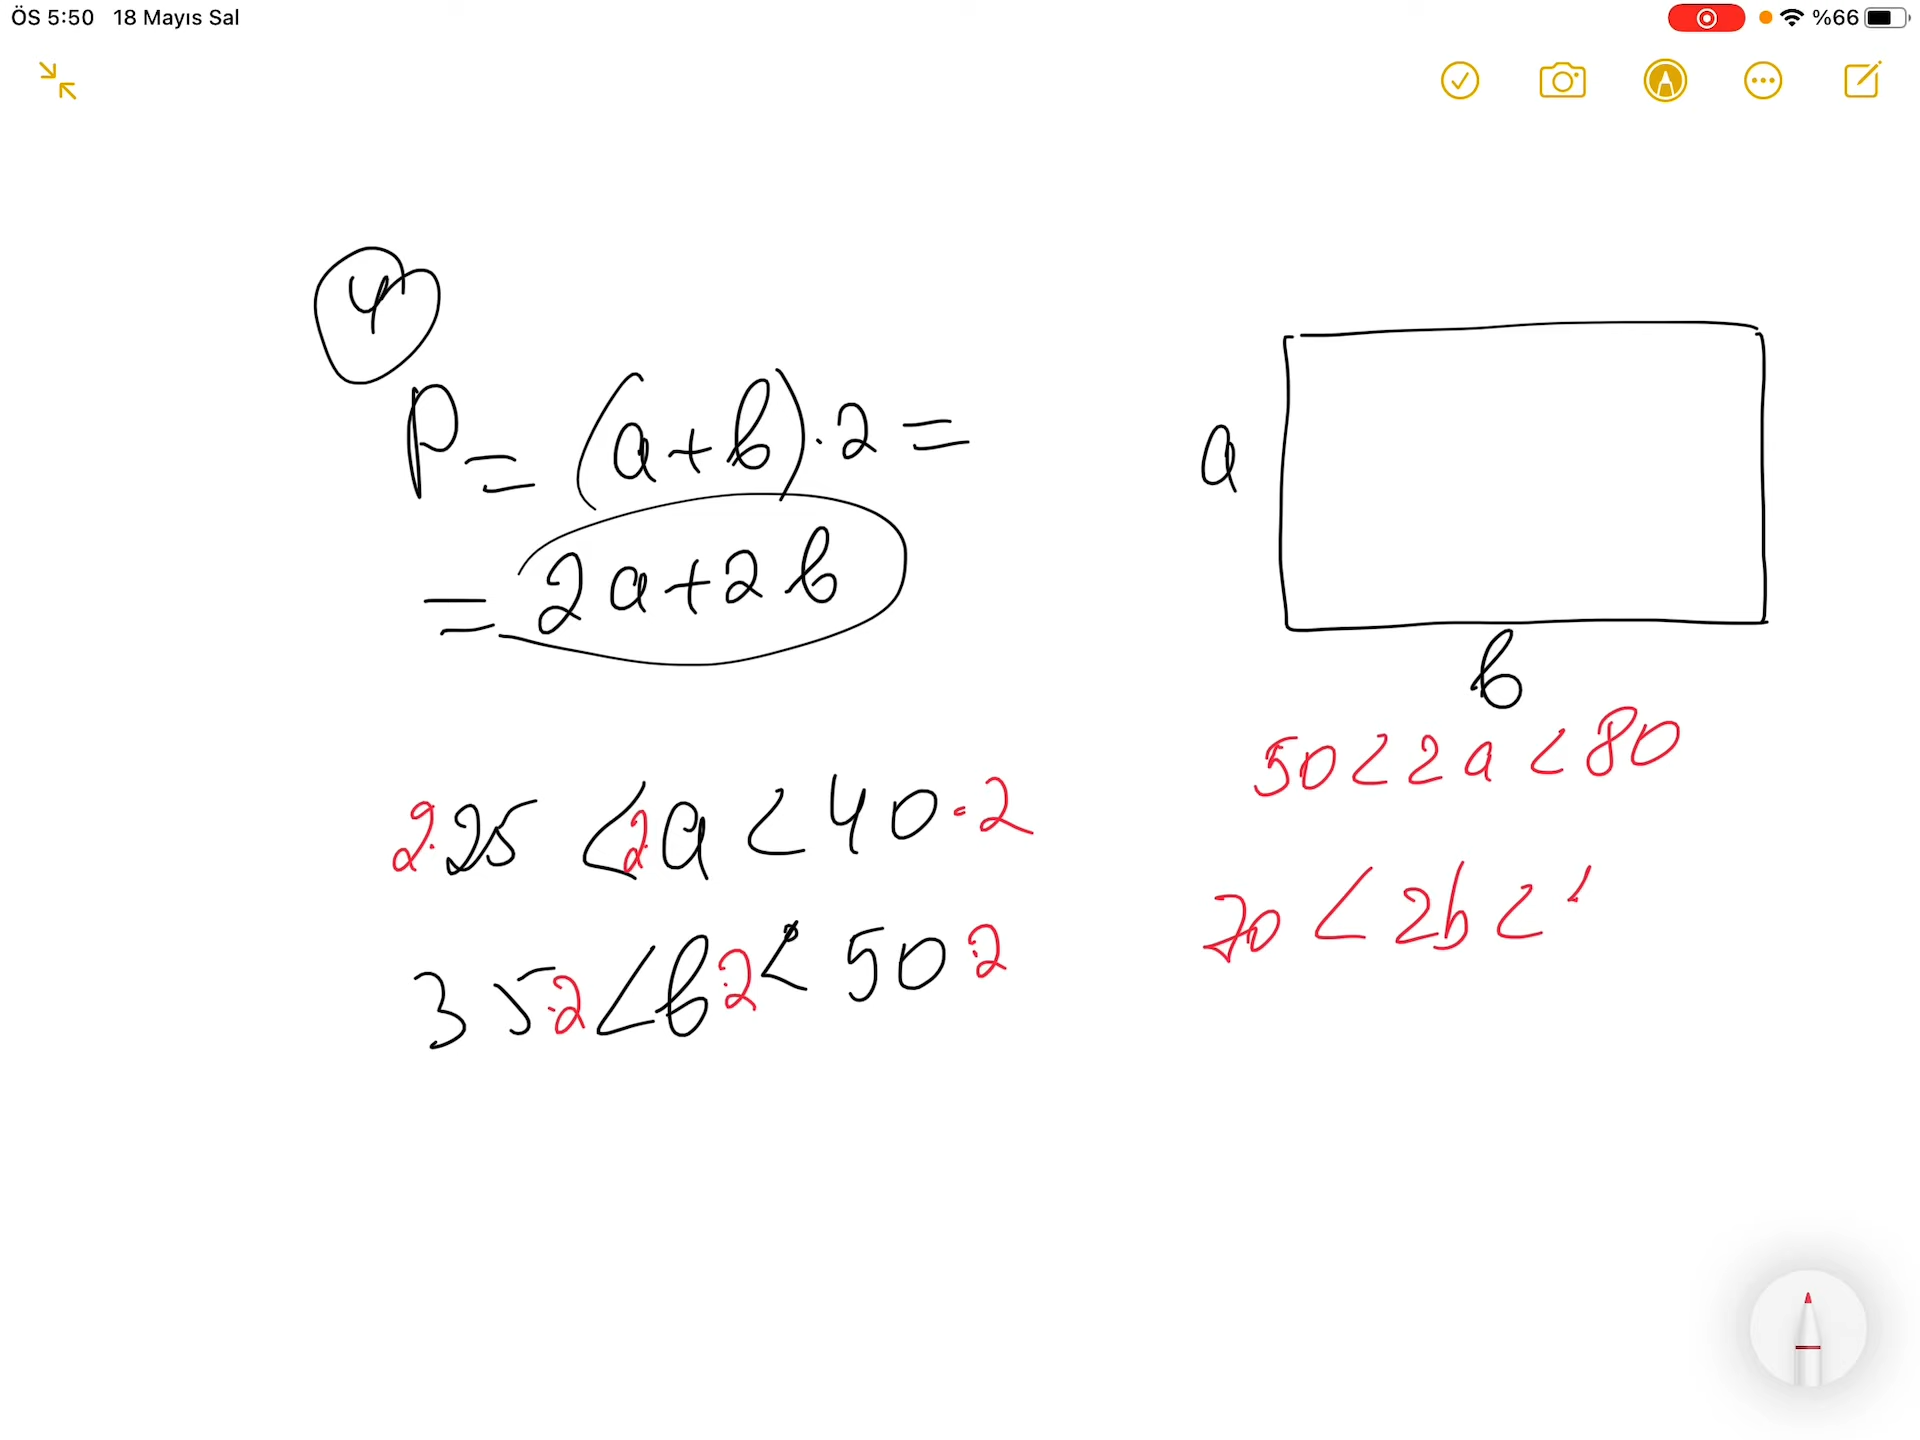 ÖS 5:50 18 Mayıs Sal %66
4
P = (a+b)·2 =
= 2a+2b
a
b
50<2a<80
2·25 <2·a < 40·2
70 < 2b <
35·2 < b·2 < 50·2